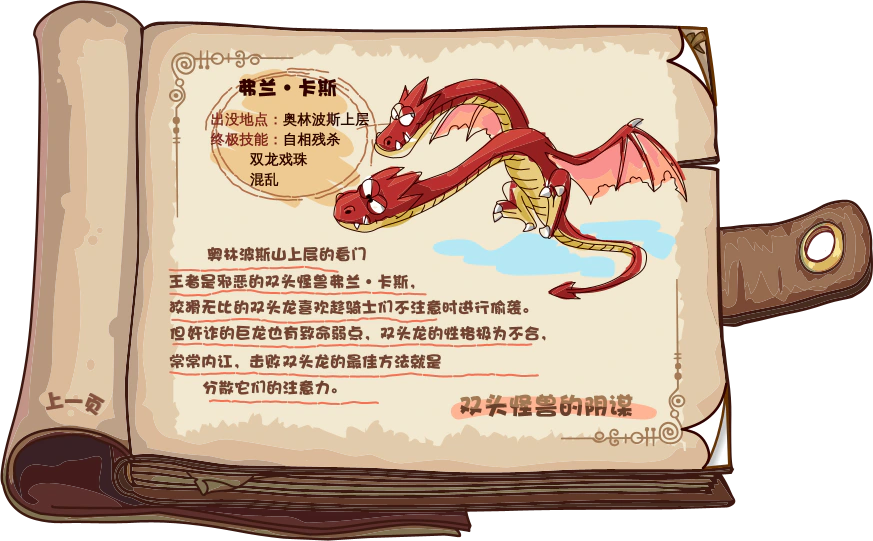 弗兰·卡斯
出没地点：奥林波斯上层
终极技能：自相残杀
双龙戏珠
混乱
奥林波斯山上层的看门
王者是邪恶的双头怪兽弗兰·卡斯，
狡猾无比的双头龙喜欢趁骑士们不注意时进行偷袭。
但奸诈的巨龙也有致命弱点，双头龙的性格极为不合，
常常内讧，击败双头龙的最佳方法就是
分散它们的注意力。
双头怪兽的阴谋
上一页